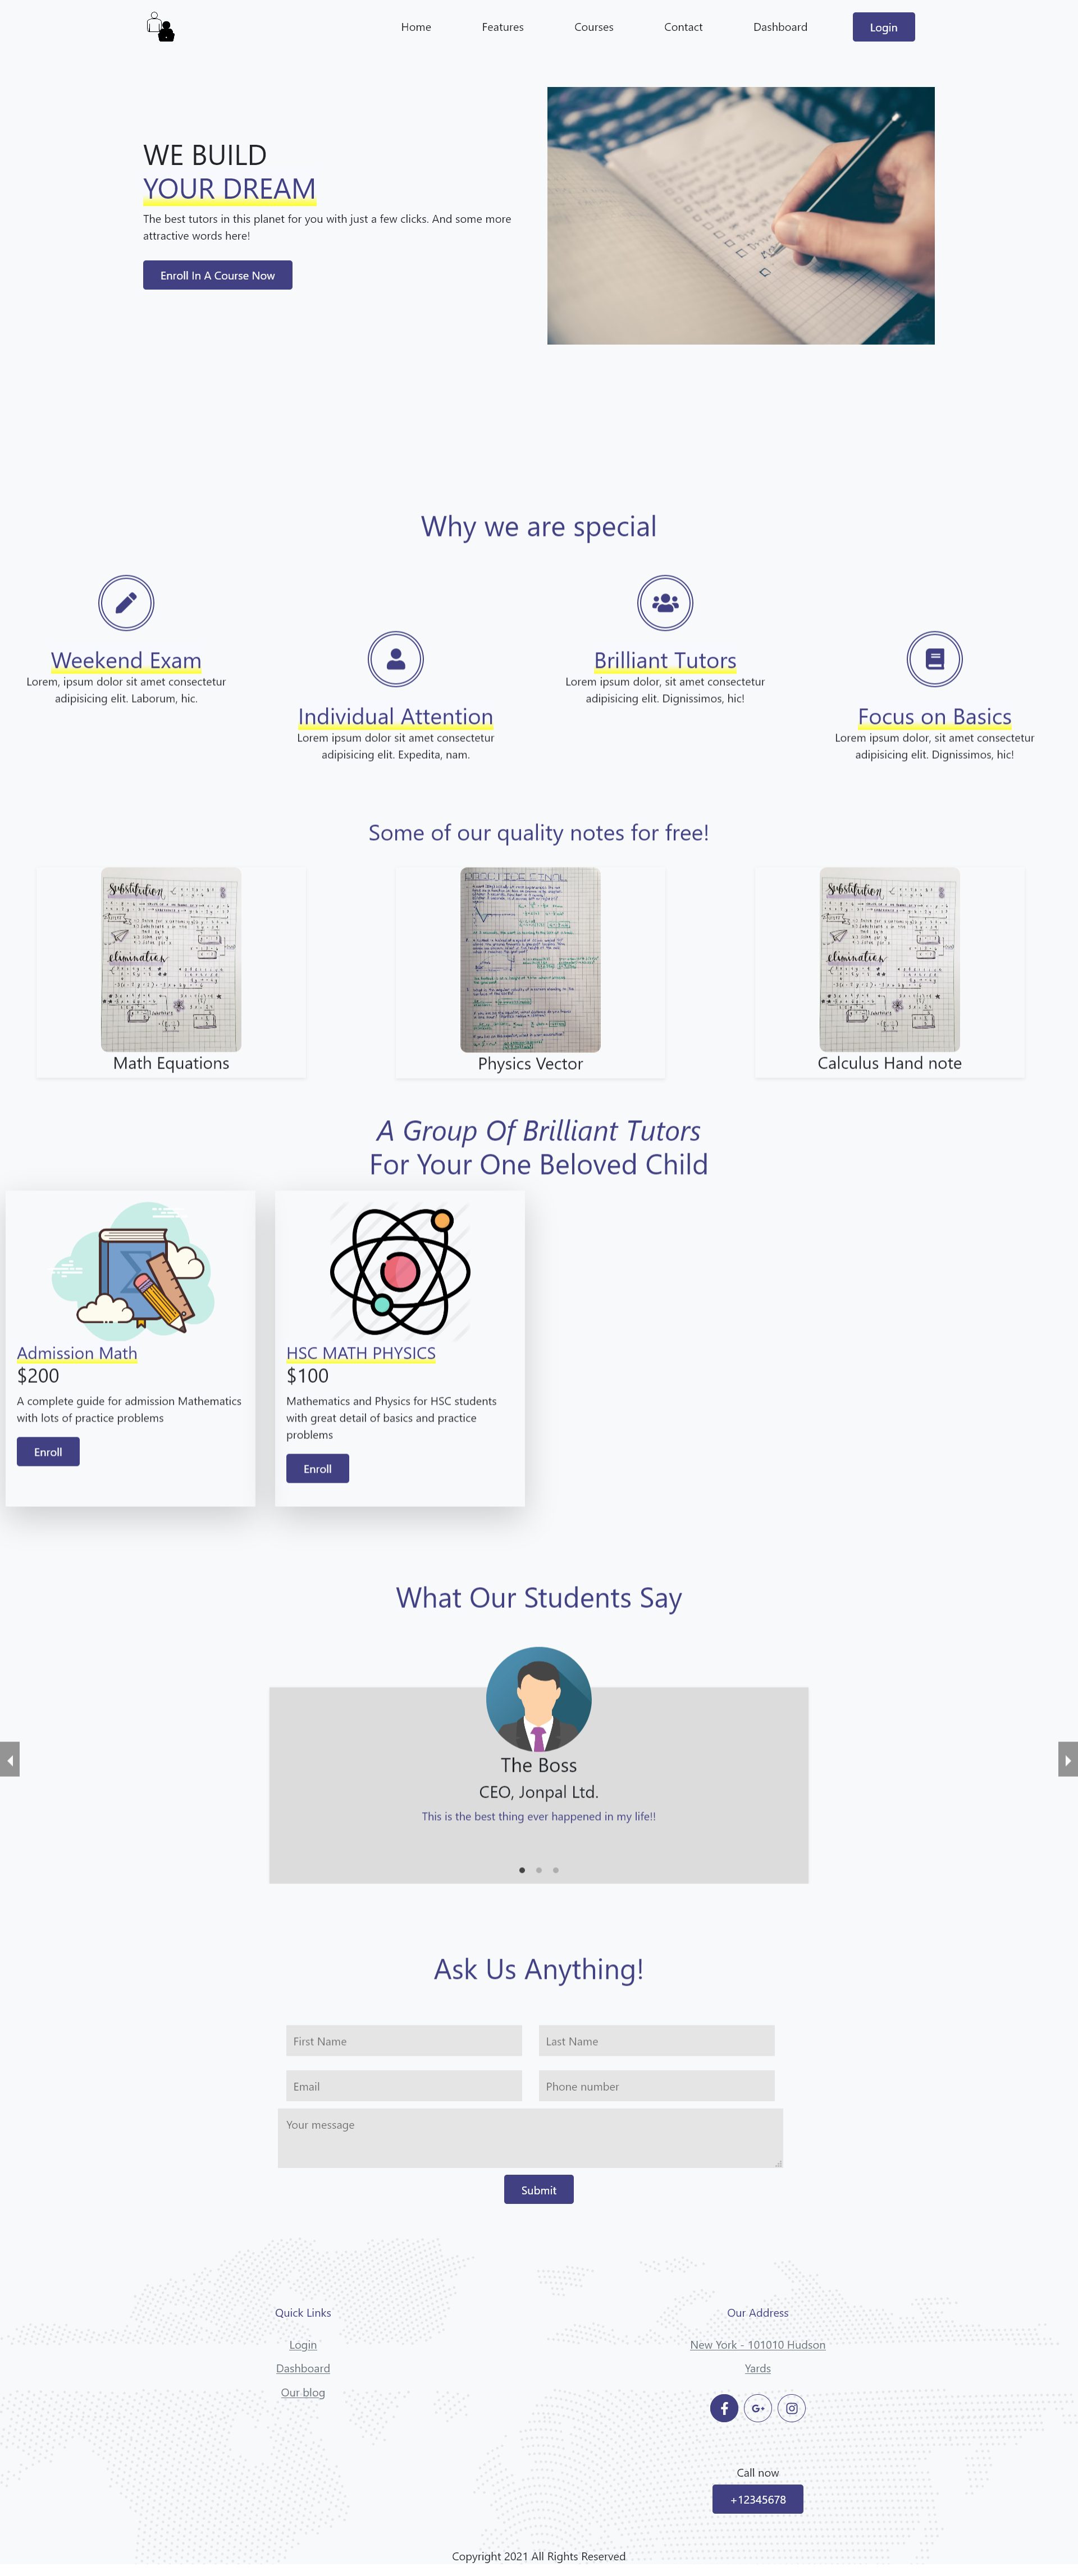 Home
Features
Courses
Contact
Dashboard
Login
WE BUILD
YOUR DREAM
The best tutors in this planet for you with just a few clicks. And some more
attractive words here!
Enroll In A Course Now
Why we are special
Weekend Exam
Lorem, ipsum dolor sit amet consectetur
adipisicing elit. Laborum, hic.
Individual Attention
Lorem ipsum dolor sit amet consectetur
adipisicing elit. Expedita, nam.
Brilliant Tutors
Lorem ipsum dolor, sit amet consectetur
adipisicing elit. Dignissimos, hic!
Focus on Basics
Lorem ipsum dolor, sit amet consectetur
adipisicing elit. Dignissimos, hic!
Some of our quality notes for free!
Substitution
elimination
Math Equations
Physics Vector
Substitution
elimination
Calculus Hand note
A Group Of Brilliant Tutors
For Your One Beloved Child
Admission Math
$200
A complete guide for admission Mathematics
with lots of practice problems
Enroll
HSC MATH PHYSICS
$100
Mathematics and Physics for HSC students
with great detail of basics and practice
problems
Enroll
What Our Students Say
The Boss
CEO, Jonpal Ltd.
This is the best thing ever happened in my life!!
Ask Us Anything!
First Name
Last Name
Email
Phone number
Your message
Submit
Quick Links
Login
Dashboard
Our blog
Our Address
New York - 101010 Hudson
Yards
Call now
+12345678
Copyright 2021 All Rights Reserved